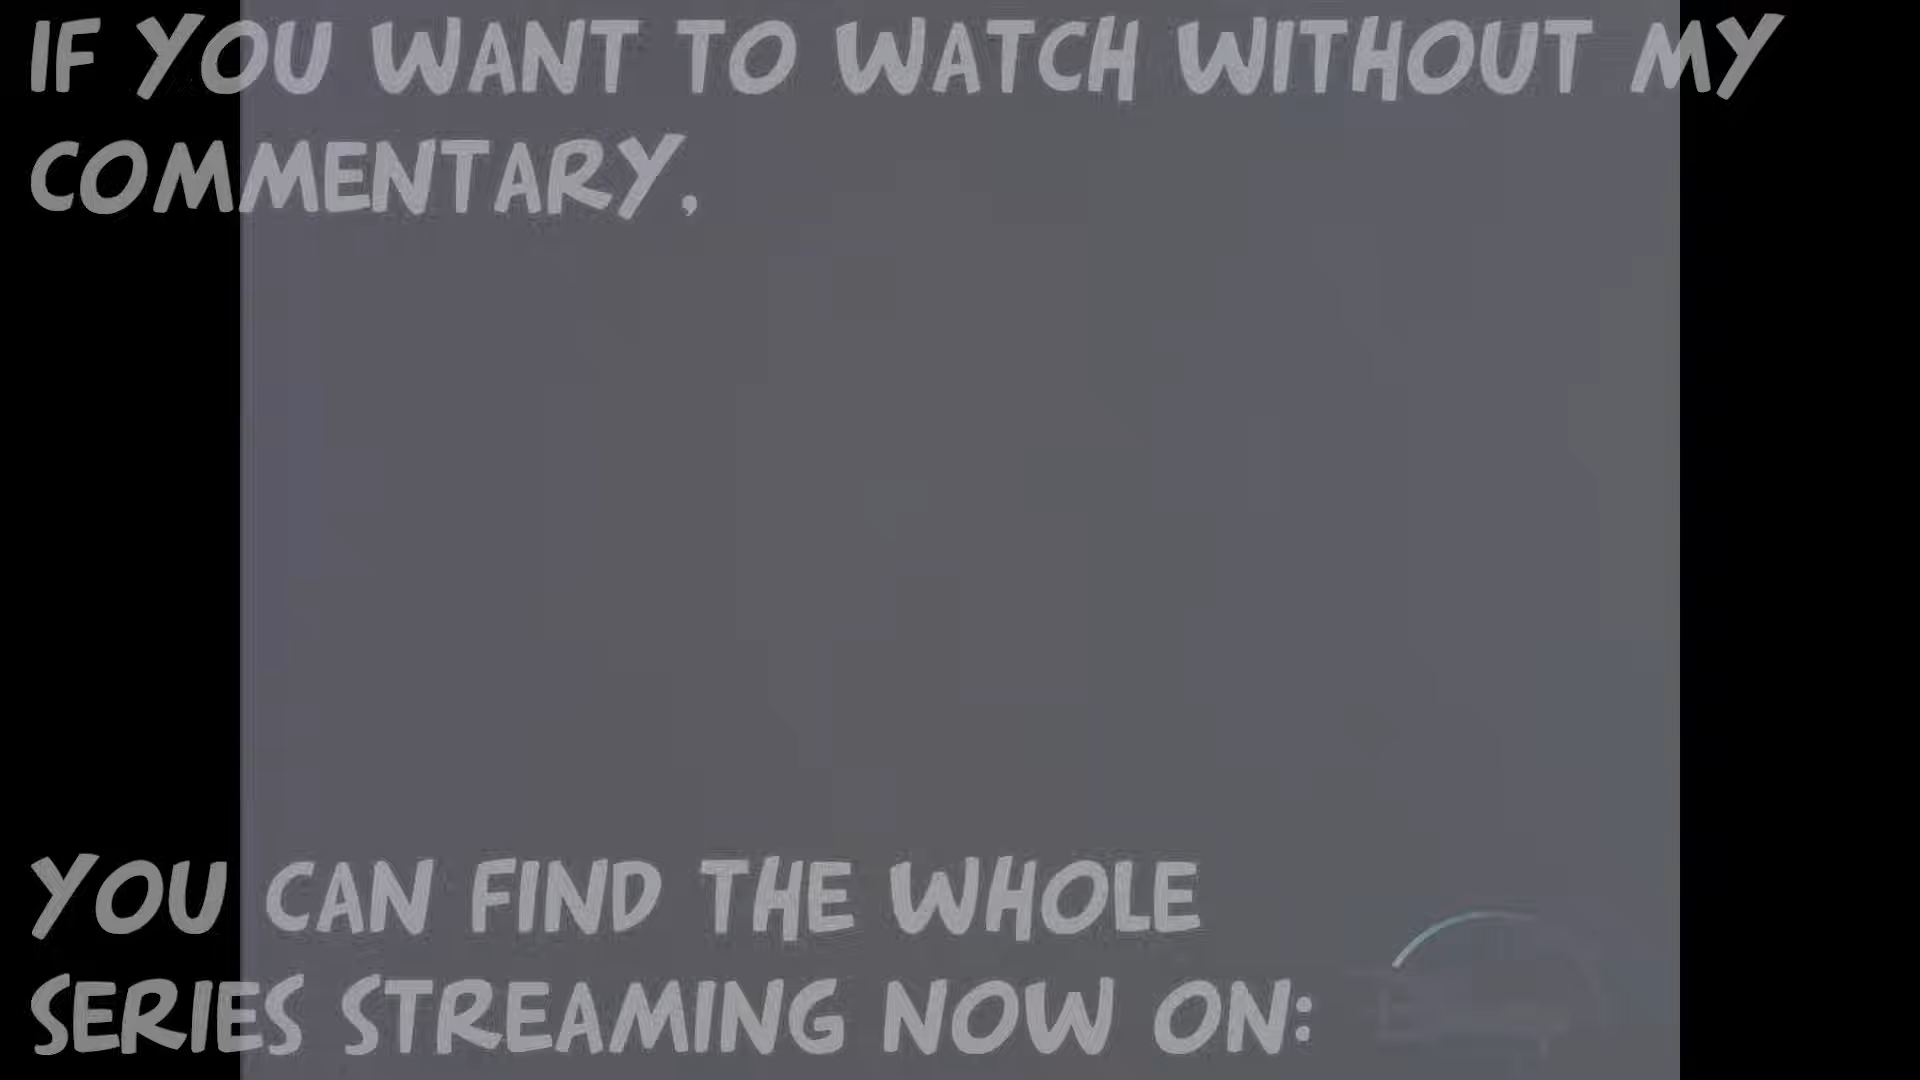 IF YOU WANT TO WATCH WITHOUT MY
COMMENTARY,
YOU CAN FIND THE WHOLE
SERIES STREAMING NOW ON: